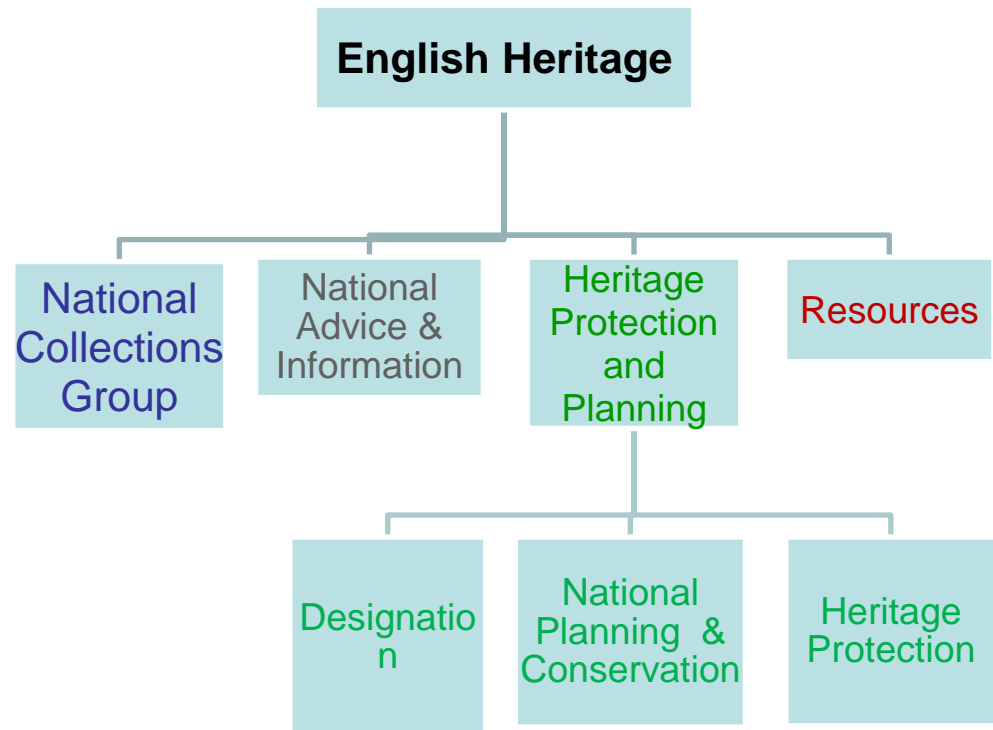 English Heritage
National
Collections
Group
National
Advice &
Information
Heritage
Protection
and
Planning
Resources
Designatio
n
National
Planning & 
Conservation
Heritage
Protection